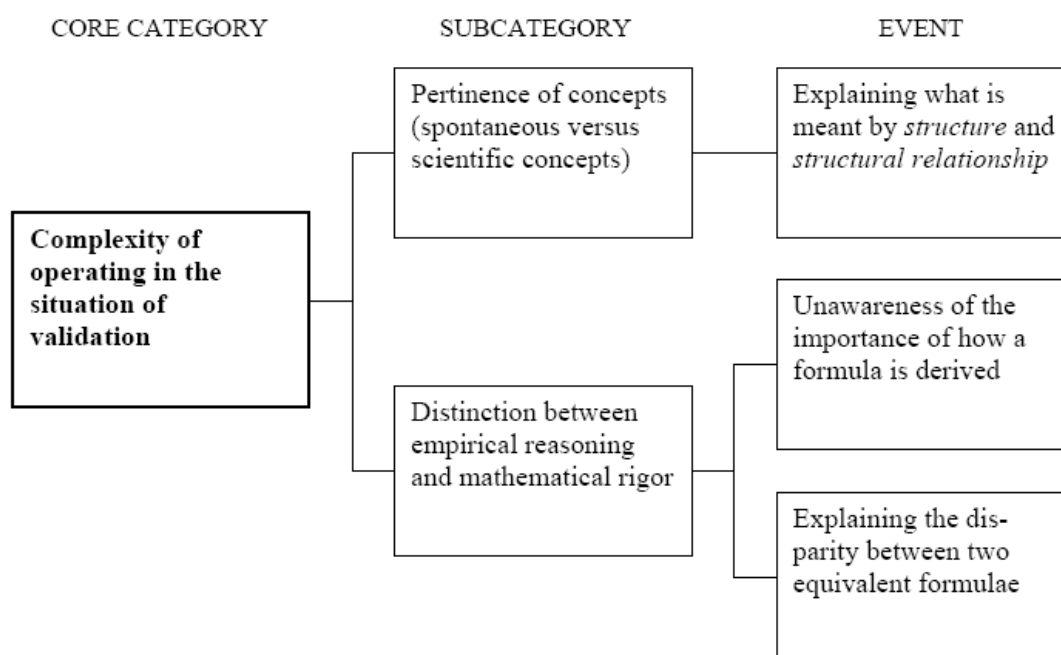 CORE CATEGORY
SUBCATEGORY
EVENT
Complexity of
operating in the
situation of
validation
Pertinence of concepts
(spontaneous versus
scientific concepts)
Explaining what is
meant by structure and
structural relationship
Distinction between
empirical reasoning
and mathematical rigor
Unawareness of the
importance of how a
formula is derived
Explaining the dis-
parity between two
equivalent formulae